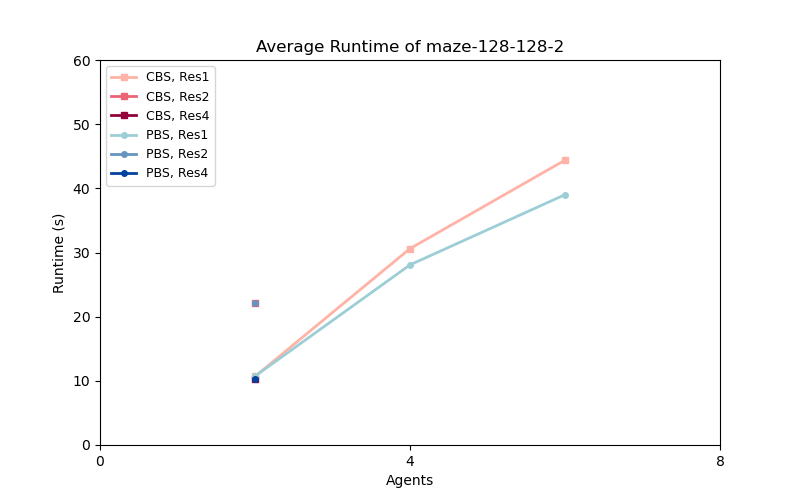 Average Runtime of maze-128-128-2
60
50
40
30
20
10
0
Runtime (s)
CBS, Res1
CBS, Res2
CBS, Res4
PBS, Res1
PBS, Res2
PBS, Res4
0 4 8
Agents